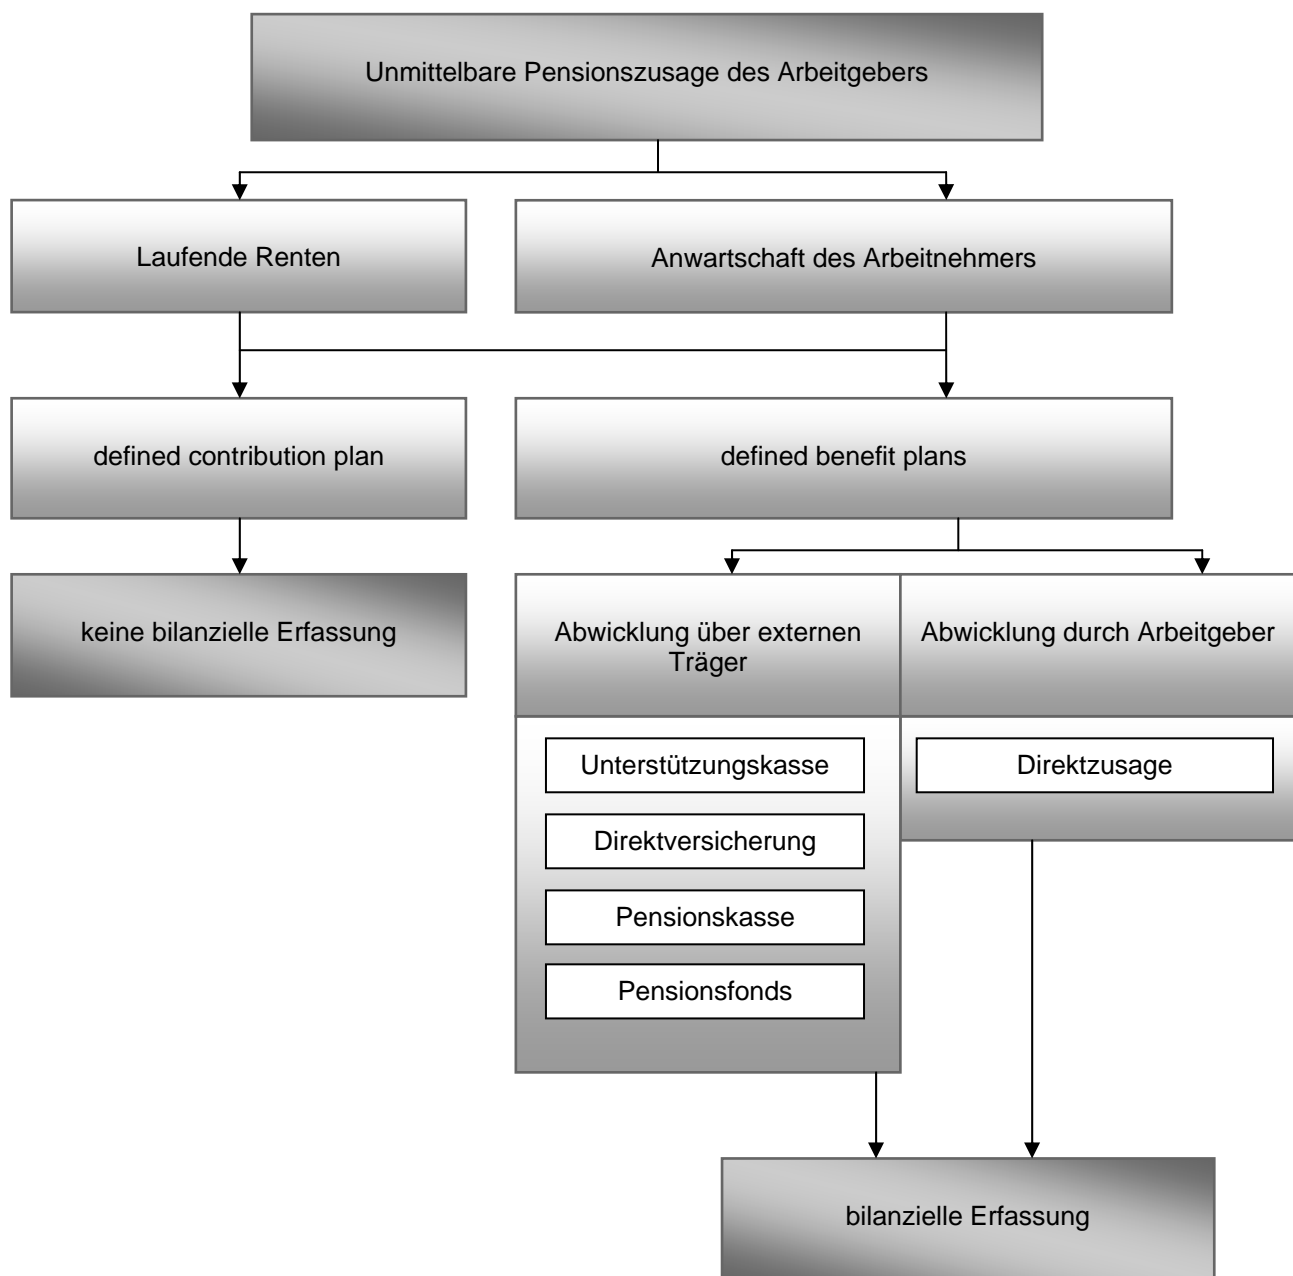 Unmittelbare Pensionszusage des Arbeitgebers
Laufende Renten
Anwartschaft des Arbeitnehmers
defined contribution plan
defined benefit plans
keine bilanzielle Erfassung
Abwicklung über externen
Träger
Abwicklung durch Arbeitgeber
Unterstützungskasse
Direktzusage
Direktversicherung
Pensionskasse
Pensionsfonds
bilanzielle Erfassung